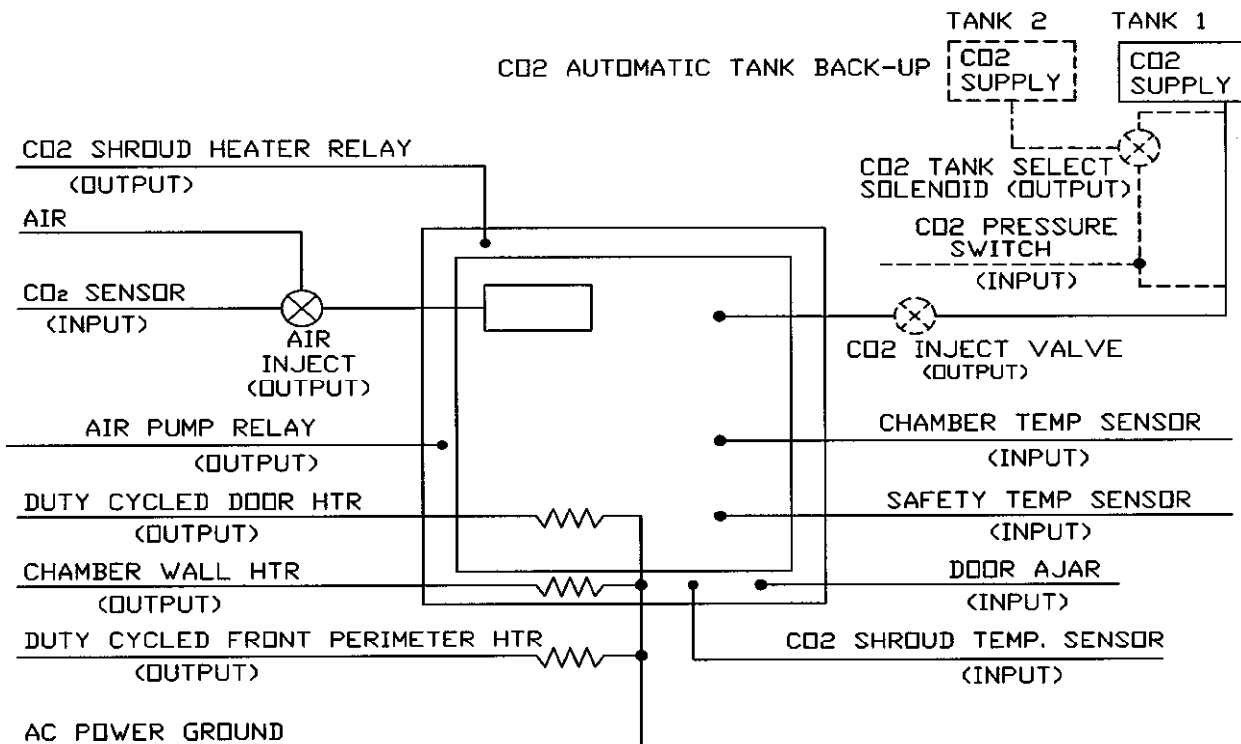 TANK 2
TANK 1
CO2 AUTOMATIC TANK BACK-UP
CO2
SUPPLY
CO2
SUPPLY
CO2 SHROUD HEATER RELAY
(OUTPUT)
CO2 TANK SELECT
SOLENOID (OUTPUT)
AIR
CO2 PRESSURE
SWITCH
(INPUT)
CO₂ SENSOR
(INPUT)
AIR
INJECT
(OUTPUT)
CO2 INJECT VALVE
(OUTPUT)
AIR PUMP RELAY
(OUTPUT)
CHAMBER TEMP SENSOR
(INPUT)
DUTY CYCLED DOOR HTR
(OUTPUT)
SAFETY TEMP SENSOR
(INPUT)
CHAMBER WALL HTR
(OUTPUT)
DOOR AJAR
(INPUT)
DUTY CYCLED FRONT PERIMETER HTR
(OUTPUT)
CO2 SHROUD TEMP. SENSOR
(INPUT)
AC POWER GROUND